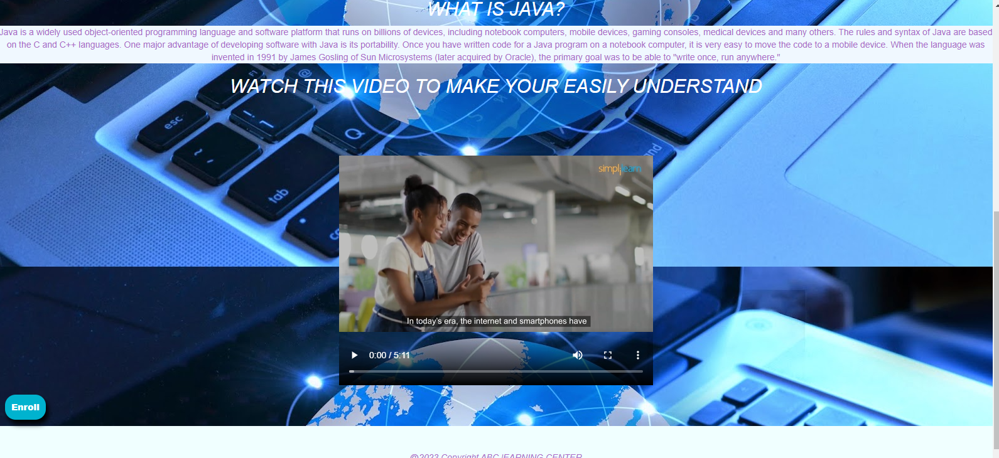 WHAT IS JAVA?
Java is a widely used object-oriented programming language and software platform that runs on billions of devices, including notebook computers, mobile devices, gaming consoles, medical devices and many others. The rules and syntax of Java are based
on the C and C++ languages. One major advantage of developing software with Java is its portability. Once you have written code for a Java program on a notebook computer, it is very easy to move the code to a mobile device. When the language was
invented in 1991 by James Gosling of Sun Microsystems (later acquired by Oracle), the primary goal was to be able to "write once, run anywhere."
WATCH THIS VIDEO TO MAKE YOUR EASILY UNDERSTAND
esc
F1
~
1
Q
tab
simplilearn
In today's era, the internet and smartphones have
0:00 / 5:11
Enroll
@2023 Copyright ABC lEARNING CENTER